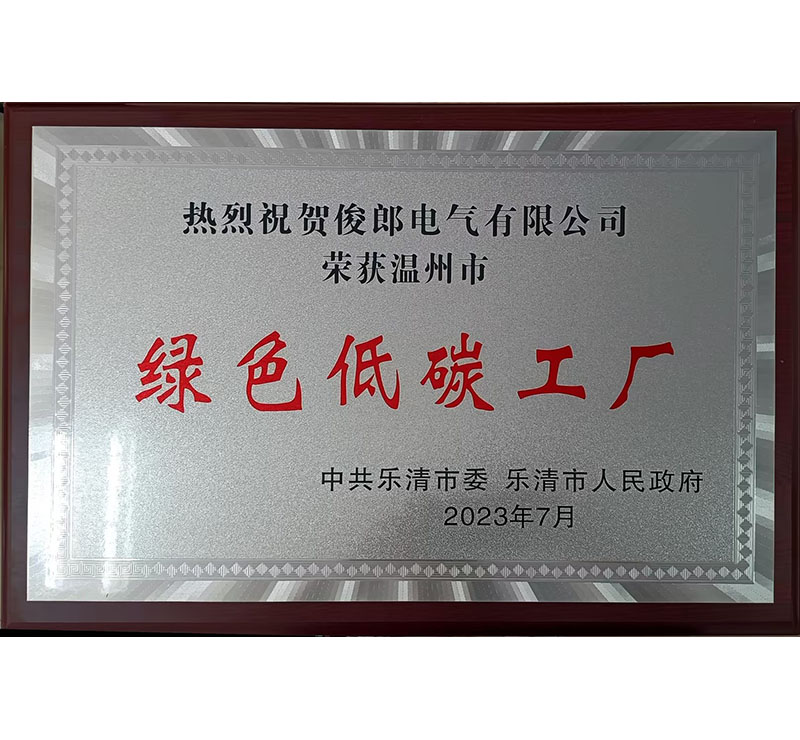 热烈祝贺俊郎电气有限公司
荣获温州市
绿色低碳工厂
中共乐清市委 乐清市人民政府
2023年7月